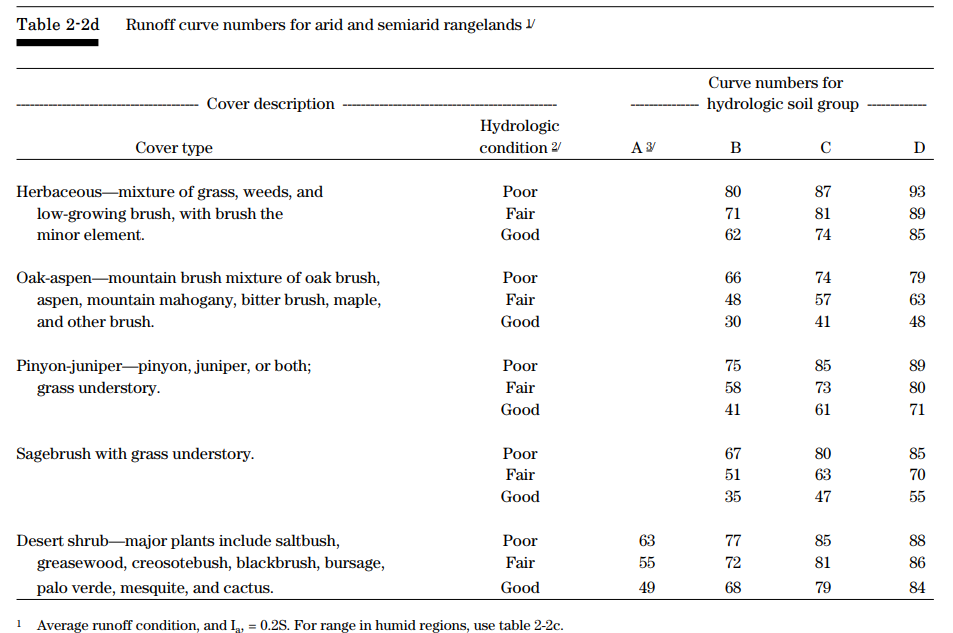 Table 2-2d Runoff curve numbers for arid and semiarid rangelands 1/
Curve numbers for
---------------------------------------- Cover description ----------------------------------------------- --------------- hydrologic soil group -------------
Hydrologic
Cover type condition 2/ A 3/ B C D
Herbaceous—mixture of grass, weeds, and Poor 80 87 93
low-growing brush, with brush the Fair 71 81 89
minor element. Good 62 74 85
Oak-aspen—mountain brush mixture of oak brush, Poor 66 74 79
aspen, mountain mahogany, bitter brush, maple, Fair 48 57 63
and other brush. Good 30 41 48
Pinyon-juniper—pinyon, juniper, or both; Poor 75 85 89
grass understory. Fair 58 73 80
Good 41 61 71
Sagebrush with grass understory. Poor 67 80 85
Fair 51 63 70
Good 35 47 55
Desert shrub—major plants include saltbush, Poor 63 77 85 88
greasewood, creosotebush, blackbrush, bursage, Fair 55 72 81 86
palo verde, mesquite, and cactus. Good 49 68 79 84
1 Average runoff condition, and Ia, = 0.2S. For range in humid regions, use table 2-2c.